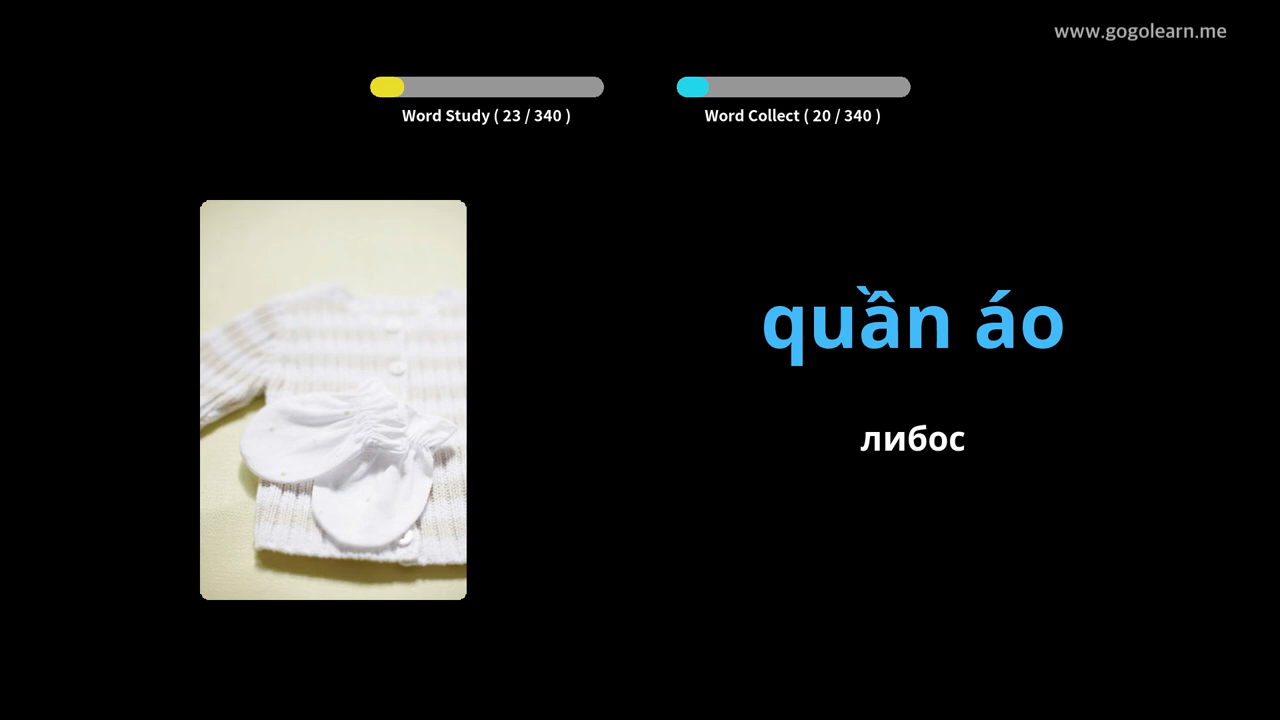 www.gogolearn.me
Word Study ( 23 / 340 )
Word Collect ( 20 / 340 )
quần áo
либос